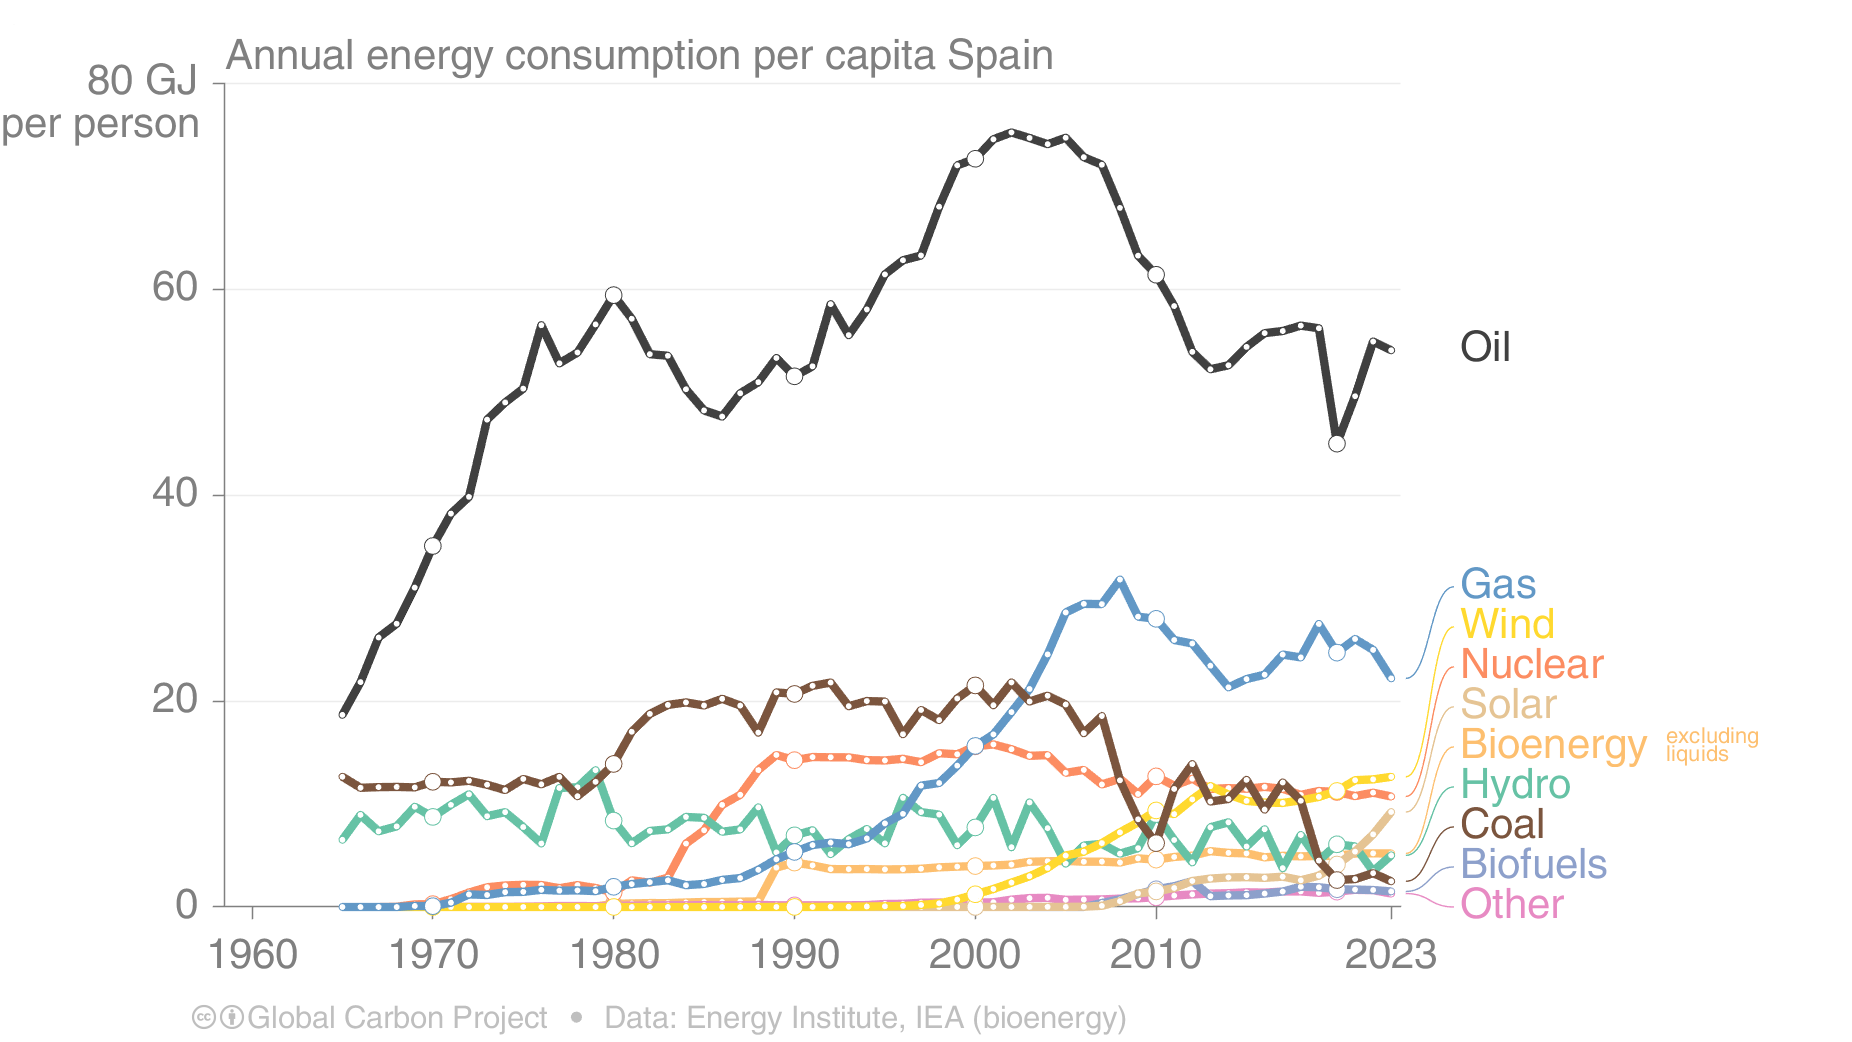 Annual energy consumption per capita Spain
80 GJ
per person
60
40
20
0
1960 1970 1980 1990 2000 2010 2023
Oil
Gas
Wind
Nuclear
Solar
Bioenergy excluding
liquids
Hydro
Coal
Biofuels
Other
cc Global Carbon Project • Data: Energy Institute, IEA (bioenergy)